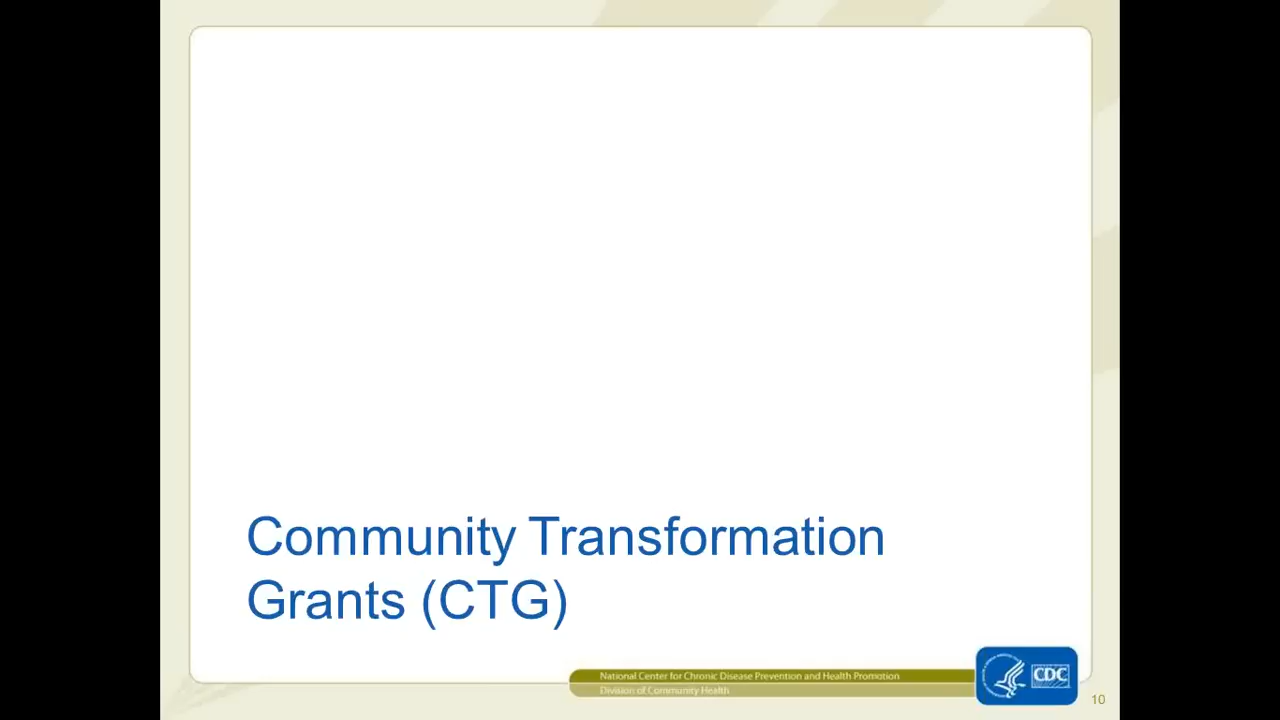 Community Transformation
Grants (CTG)
National Center for Chronic Disease Prevention and Health Promotion
Division of Community Health
CDC
10